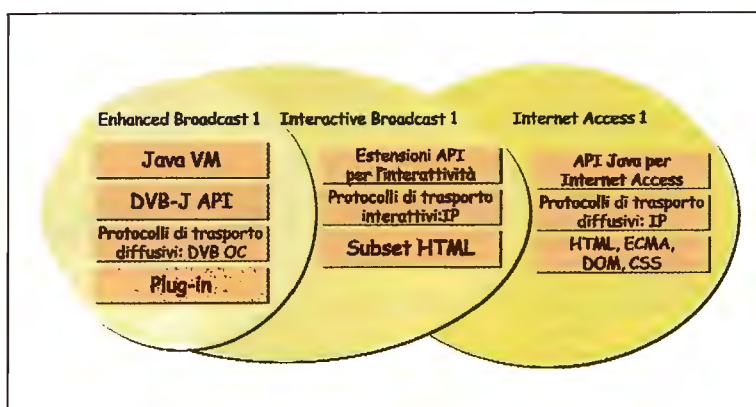 Enhanced Broadcast 1
Java VM
DVB-J API
Protocolli di trasporto
diffusivi: DVB OC
Plug-in
Interactive Broadcast 1
Estensioni API
per l'interattività
Protocolli di trasporto
interattivi:IP
Subset HTML
Internet Access 1
API Java per
Internet Access
Protocolli di trasporto
diffusivi: IP
HTML, ECMA,
DOM, CSS